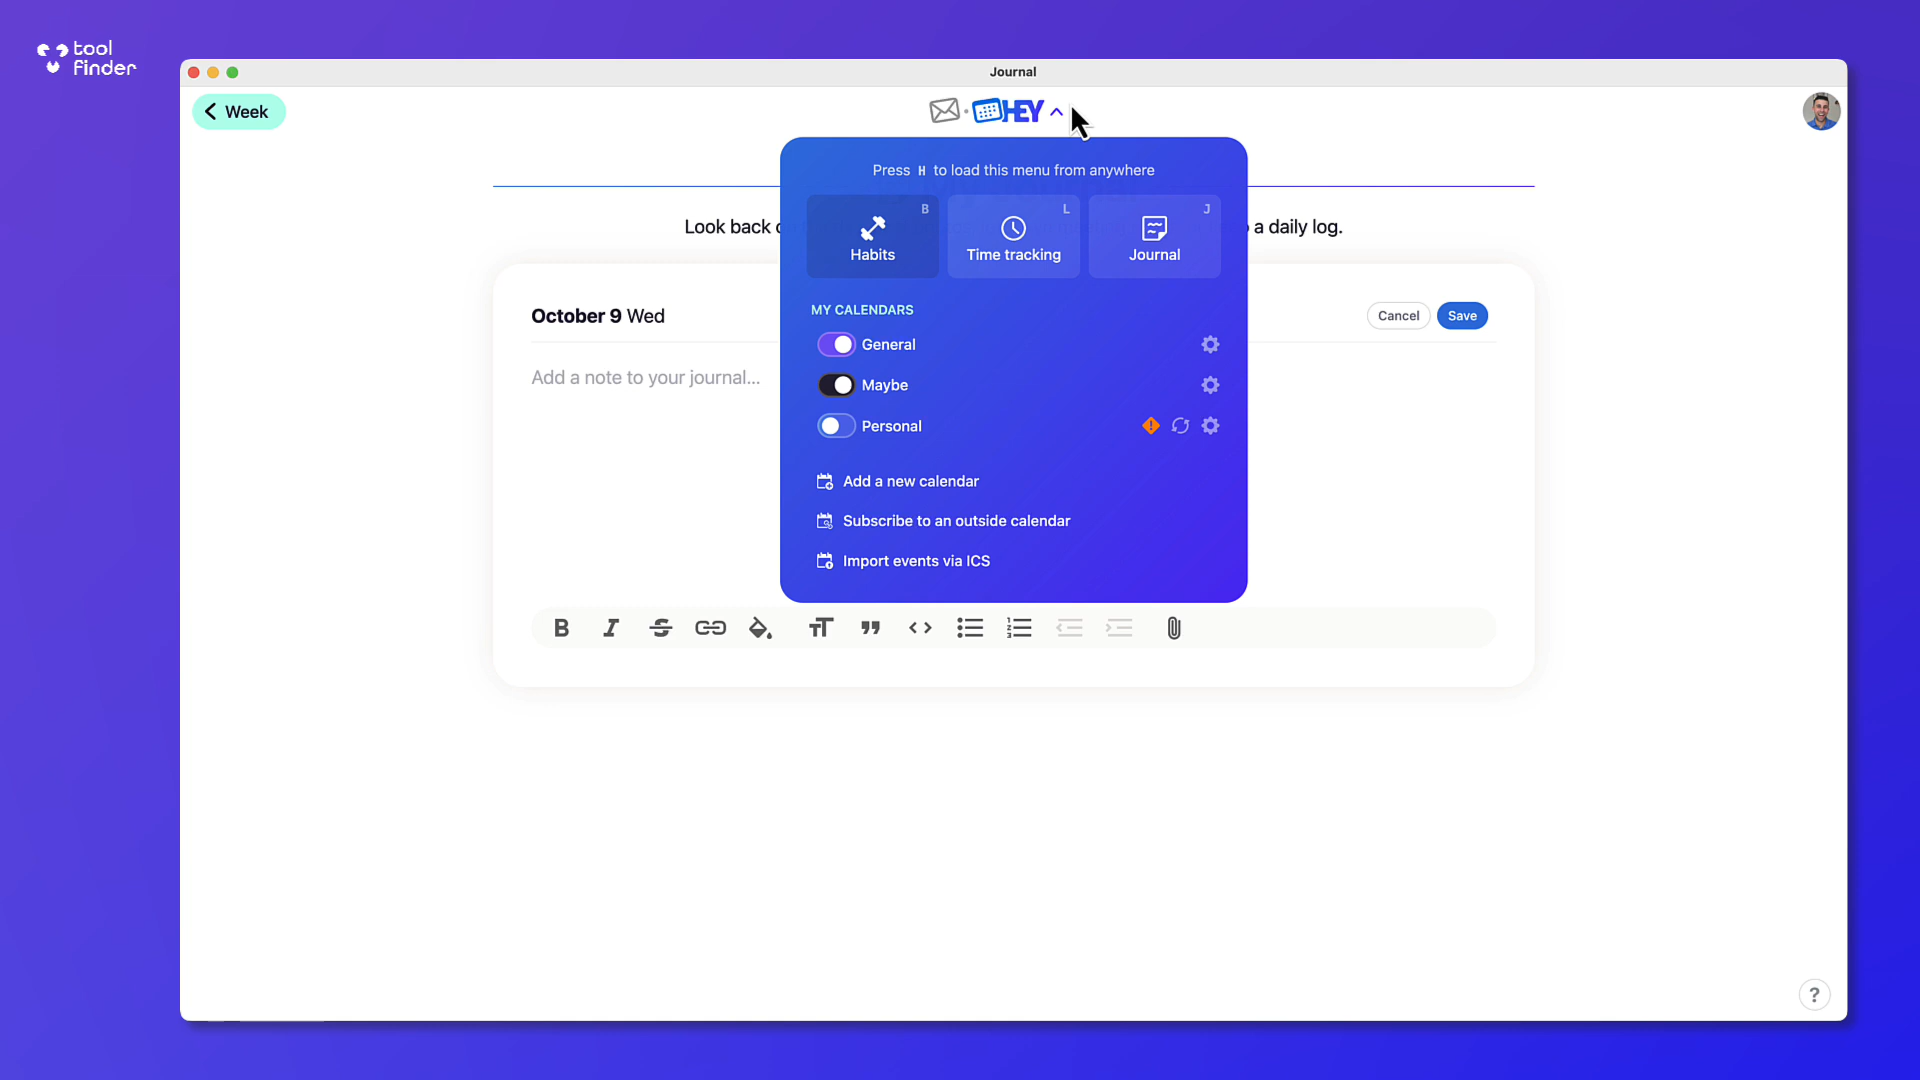 tool
finder
Journal
Week
HEY
Press H to load this menu from anywhere
Look back
a daily log.
B
Habits
L
Time tracking
J
Journal
MY CALENDARS
October 9 Wed
Cancel
Save
General
Add a note to your journal...
Maybe
Personal
Add a new calendar
Subscribe to an outside calendar
Import events via ICS
?